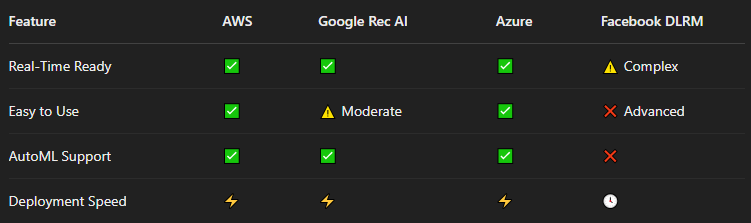 Feature AWS Google Rec AI Azure Facebook DLRM
Real-Time Ready ✅ ✅ ✅ ⚠️ Complex
Easy to Use ✅ ⚠️ Moderate ✅ ❌ Advanced
AutoML Support ✅ ✅ ✅ ❌
Deployment Speed ⚡ ⚡ ⚡ 🕒